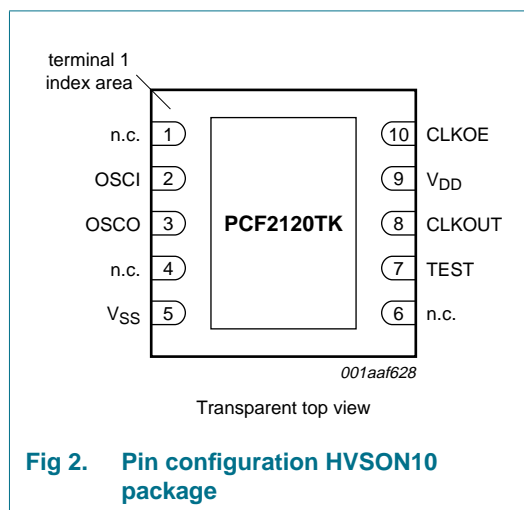 terminal 1
index area
n.c. 1 10 CLKOE
OSCI 2 9 VDD
OSCO 3 PCF2120TK 8 CLKOUT
n.c. 4 7 TEST
VSS 5 6 n.c.
001aaf628
Transparent top view
Fig 2. Pin configuration HVSON10
package